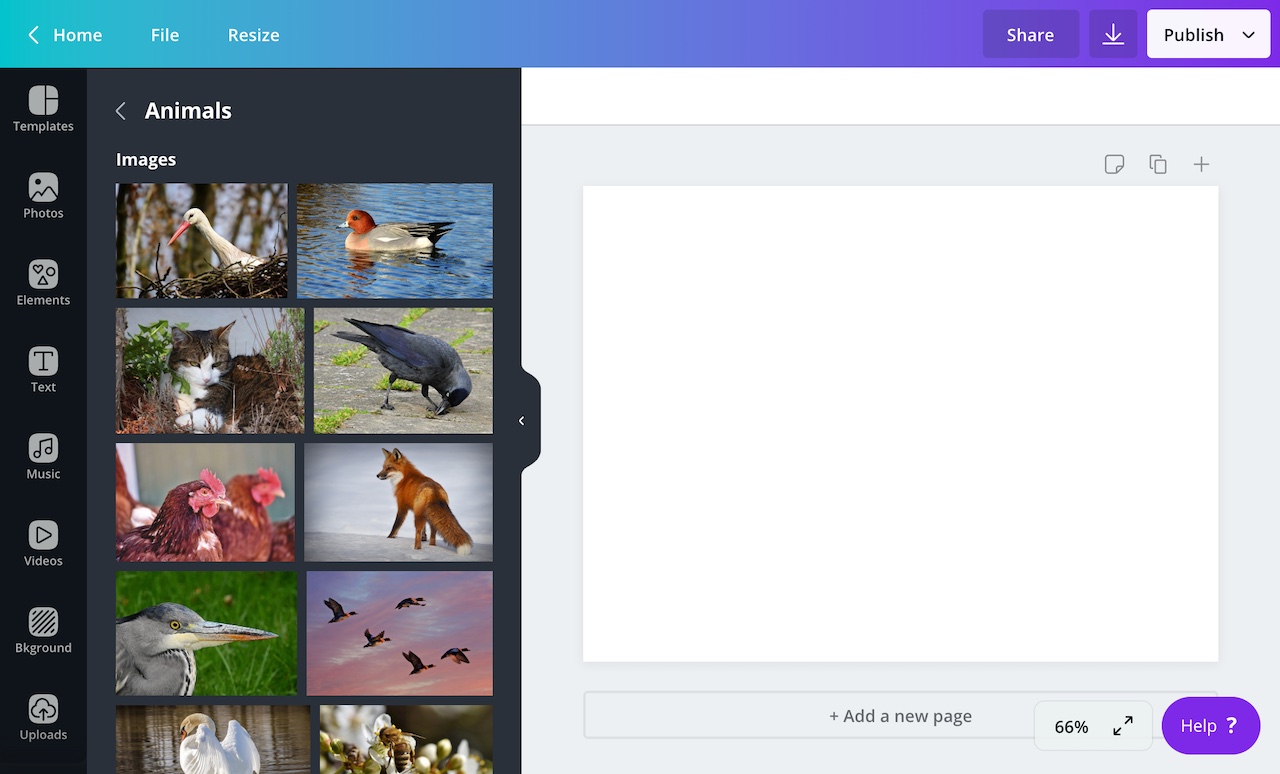 Home
File
Resize
Share
Publish
Templates
Photos
Elements
Text
Music
Videos
Bkground
Uploads
Animals
Images
+ Add a new page
66%
Help ?